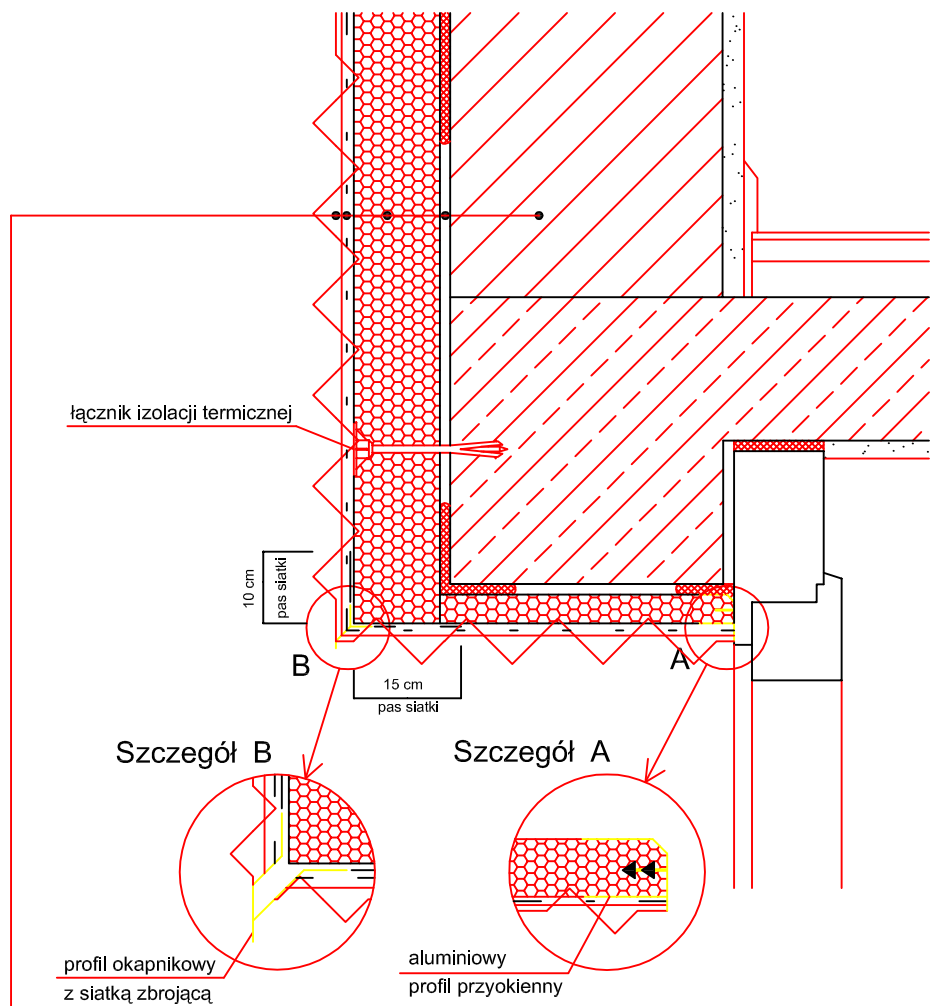 łącznik izolacji termicznej
10 cm
pas siatki
B
A
15 cm
pas siatki
Szczegół B
Szczegół A
profil okapnikowy
z siatką zbrojącą
aluminiowy
profil przyokienny